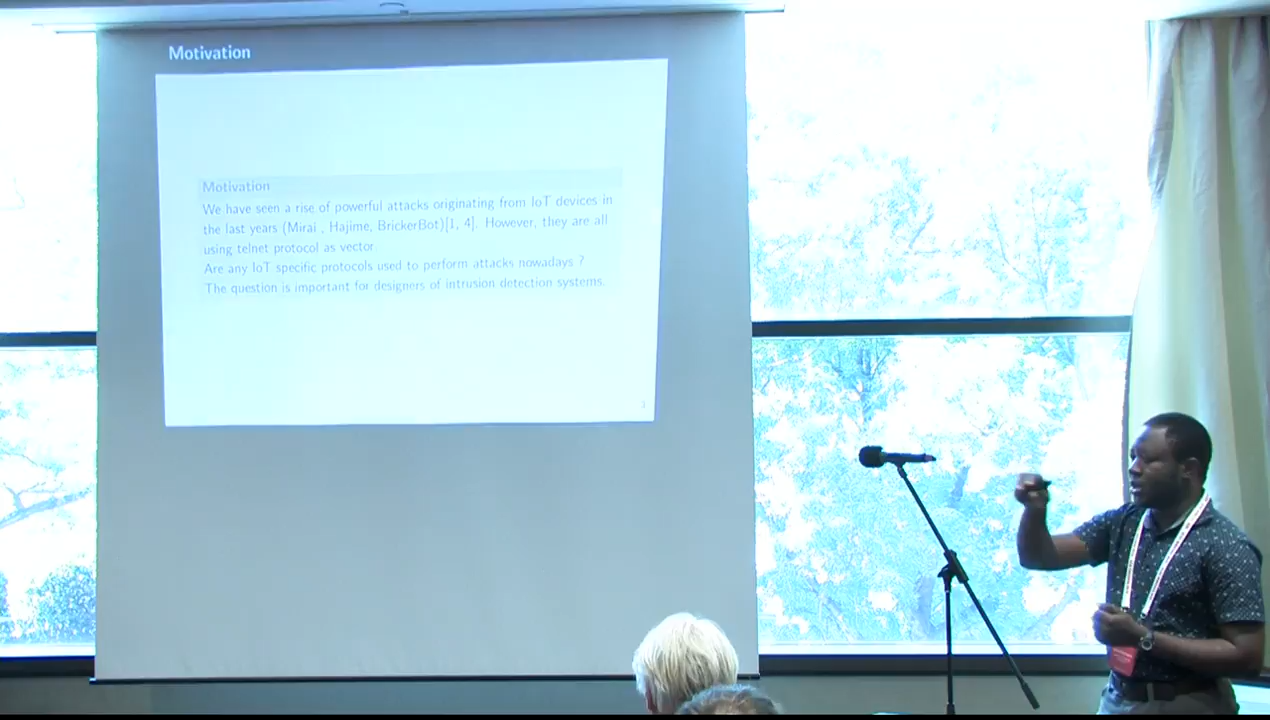 Motivation
Motivation
We have seen a rise of powerful attacks originating from IoT devices in
the last years (Mirai , Hajime, BrickerBot)[1, 4]. However, they are all
using telnet protocol as vector.
Are any IoT specific protocols used to perform attacks nowadays ?
The question is important for designers of intrusion detection systems.